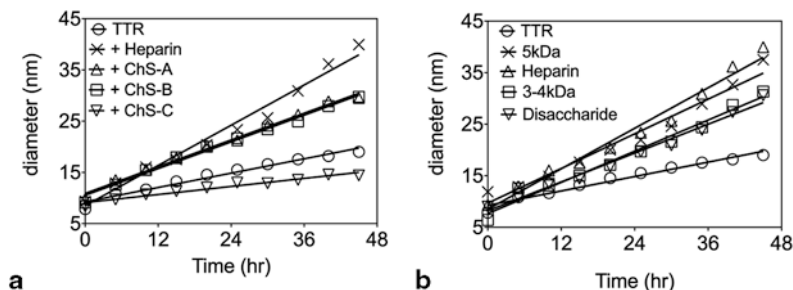 45
35
25
15
5
diameter (nm)
TTR
+ Heparin
+ ChS-A
+ ChS-B
+ ChS-C
0 12 24 36 48
Time (hr)
a
45
35
25
15
5
diameter (nm)
TTR
5kDa
Heparin
3-4kDa
Disaccharide
0 12 24 36 48
Time (hr)
b